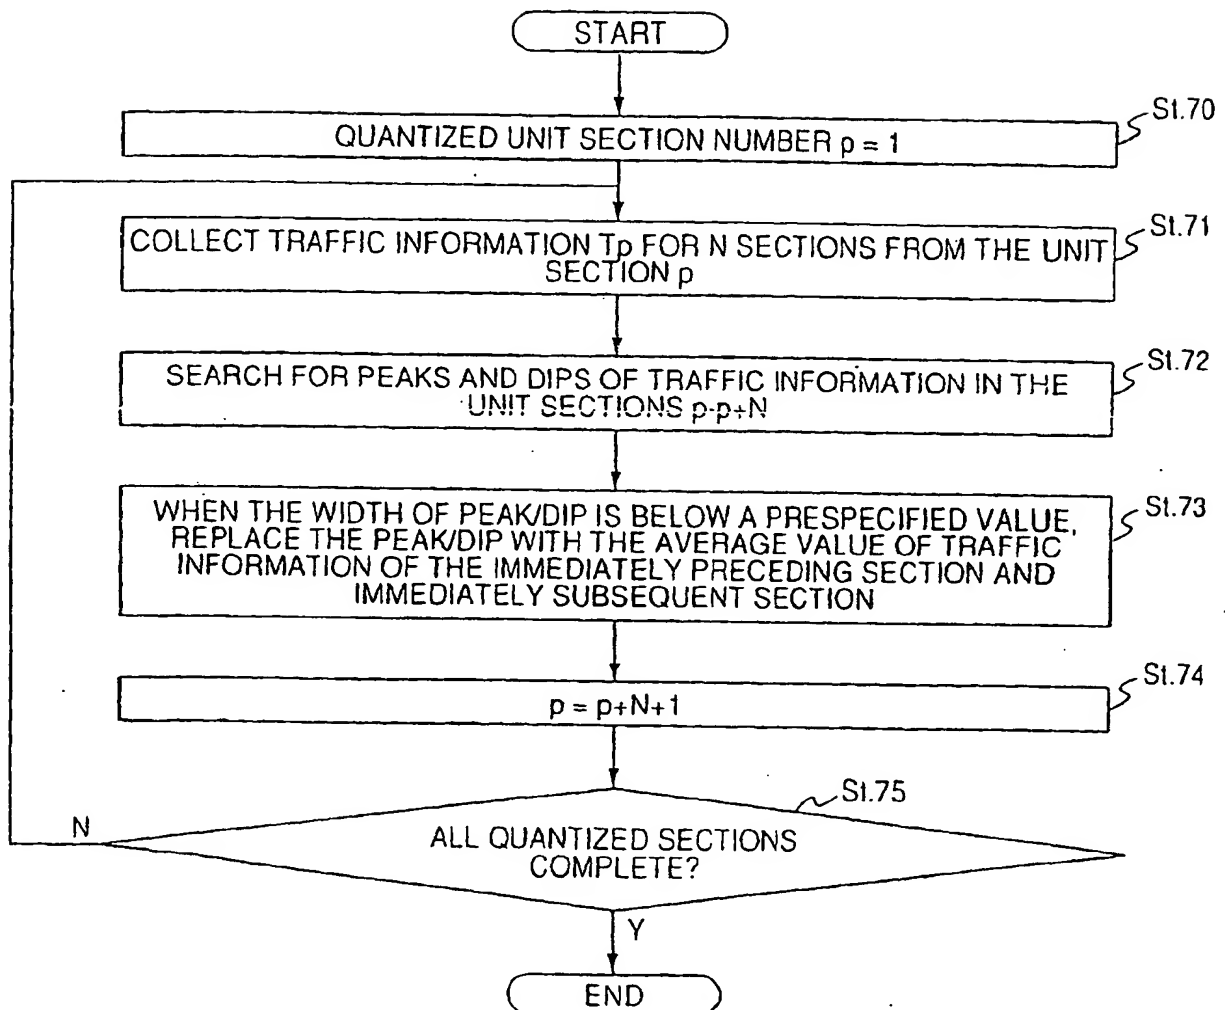 START
St.70
QUANTIZED UNIT SECTION NUMBER p = 1
St.71
COLLECT TRAFFIC INFORMATION Tp FOR N SECTIONS FROM THE UNIT
SECTION p
St.72
SEARCH FOR PEAKS AND DIPS OF TRAFFIC INFORMATION IN THE
UNIT SECTIONS p-p+N
St.73
WHEN THE WIDTH OF PEAK/DIP IS BELOW A PRESPECIFIED VALUE,
REPLACE THE PEAK/DIP WITH THE AVERAGE VALUE OF TRAFFIC
INFORMATION OF THE IMMEDIATELY PRECEDING SECTION AND
IMMEDIATELY SUBSEQUENT SECTION
St.74
p = p+N+1
St.75
N
ALL QUANTIZED SECTIONS
COMPLETE?
Y
END